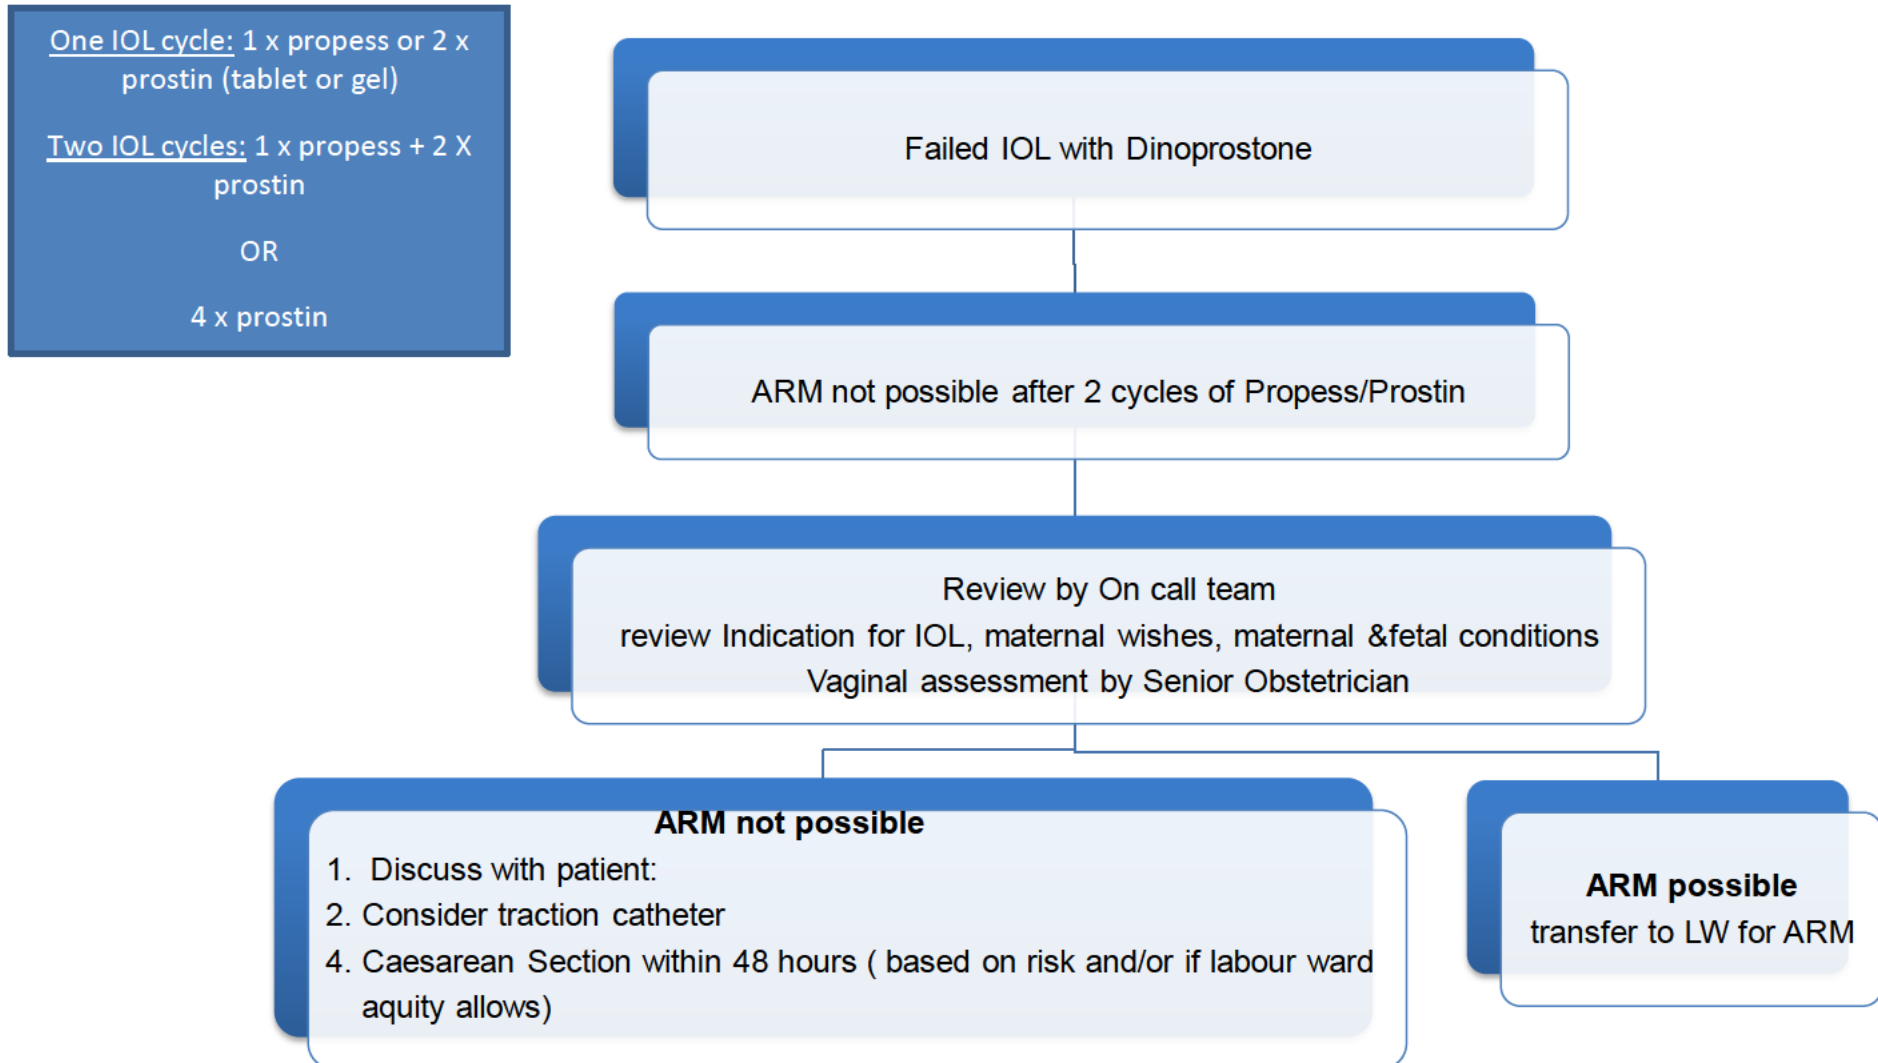 One IOL cycle: 1 x propess or 2 x
prostin (tablet or gel)
Two IOL cycles: 1 x propess + 2 X
prostin
OR
4 x prostin
Failed IOL with Dinoprostone
ARM not possible after 2 cycles of Propess/Prostin
Review by On call team
review Indication for IOL, maternal wishes, maternal &fetal conditions
Vaginal assessment by Senior Obstetrician
ARM not possible
1. Discuss with patient:
2. Consider traction catheter
4. Caesarean Section within 48 hours ( based on risk and/or if labour ward
aquity allows)
ARM possible
transfer to LW for ARM